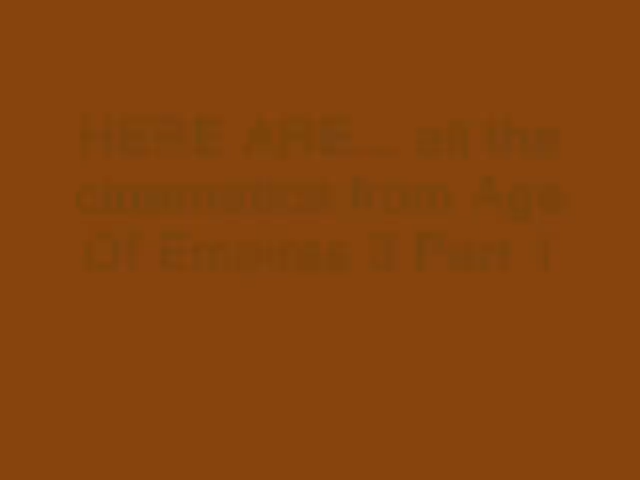 HERE ARE... all the
cinematics from Age
Of Empires 3 Part 1